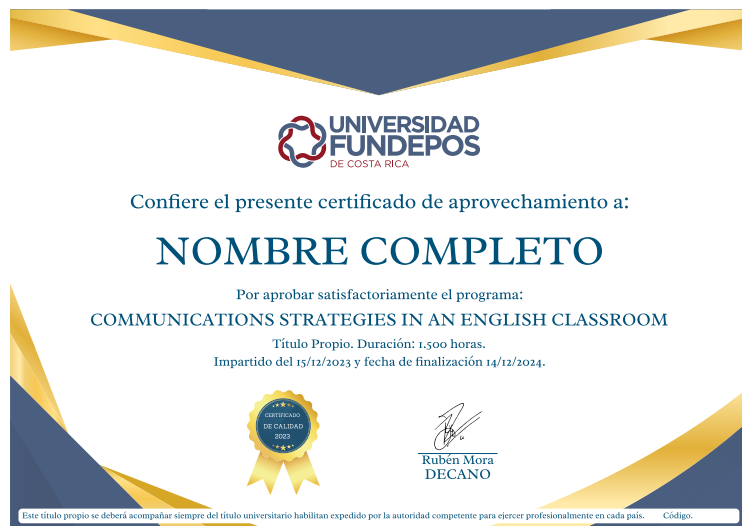 UNIVERSIDAD
FUNDEPOS
DE COSTA RICA
Confiere el presente certificado de aprovechamiento a:
NOMBRE COMPLETO
Por aprobar satisfactoriamente el programa:
COMMUNICATIONS STRATEGIES IN AN ENGLISH CLASSROOM
Título Propio. Duración: 1.500 horas.
Impartido del 15/12/2023 y fecha de finalización 14/12/2024.
CERTIFICADO
DE CALIDAD
2023
Rubén Mora
DECANO
Este título propio se deberá acompañar siempre del título universitario habilitan expedido por la autoridad competente para ejercer profesionalmente en cada país. Código.